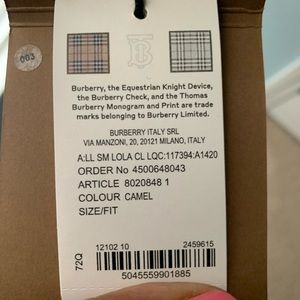 003
TB
Burberry, the Equestrian Knight Device,
the Burberry Check, and the Thomas
Burberry Monogram and Print are trade
marks belonging to Burberry Limited.
BURBERRY ITALY SRL
VIA MANZONI, 20, 20121 MILANO, ITALY
A:LL SM LOLA CL LQC:117394:A1420
ORDER No 4500648043
ARTICLE 8020848 1
COLOUR CAMEL
SIZE/FIT
72Q
12102 10 2459615
5045559901885